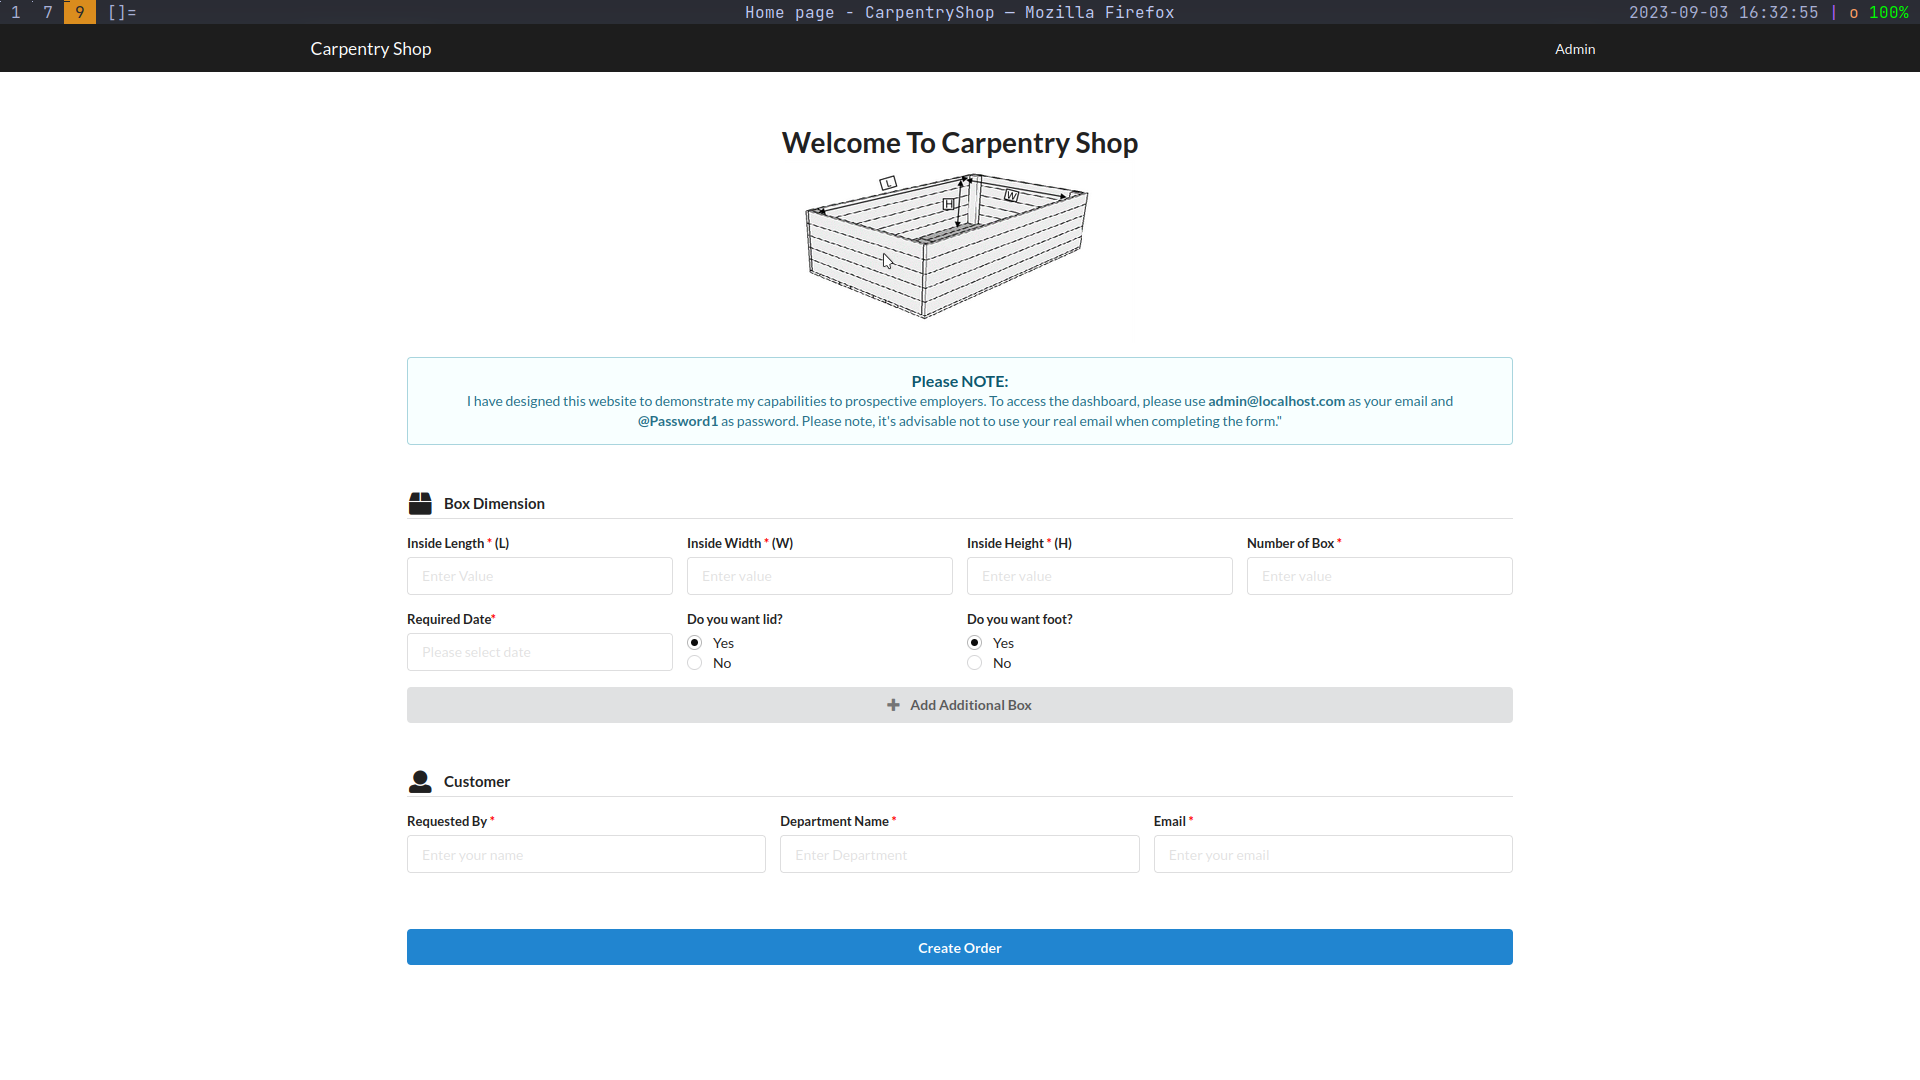 1 7 9 []= Home page - CarpentryShop — Mozilla Firefox 2023-09-03 16:32:55 | o 100%
Carpentry Shop Admin
Welcome To Carpentry Shop
L
H
W
Please NOTE:
I have designed this website to demonstrate my capabilities to prospective employers. To access the dashboard, please use admin@localhost.com as your email and
@Password1 as password. Please note, it's advisable not to use your real email when completing the form."
Box Dimension
Inside Length * (L) Inside Width * (W) Inside Height * (H) Number of Box *
Enter Value Enter value Enter value Enter value
Required Date* Do you want lid? Do you want foot?
Please select date Yes Yes
No No
Add Additional Box
Customer
Requested By * Department Name * Email *
Enter your name Enter Department Enter your email
Create Order